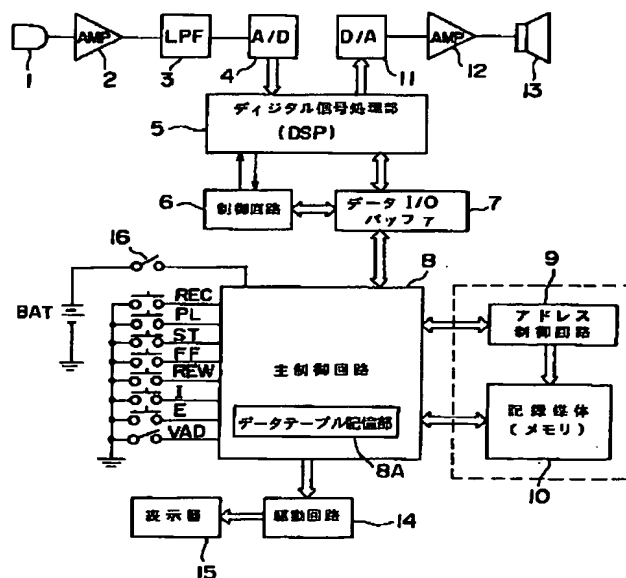 AMP
LPF
A/D
D/A
AMP
1
2
3
4
11
12
13
5
ディジタル信号処理部
(DSP)
6
制御回路
データ I/O
バッファ
7
16
8
9
BAT
REC
PL
ST
FF
REW
I
E
VAD
主制御回路
データテーブル記憶部
8A
アドレス
制御回路
記録媒体
(メモリ)
10
表示器
駆動回路
14
15